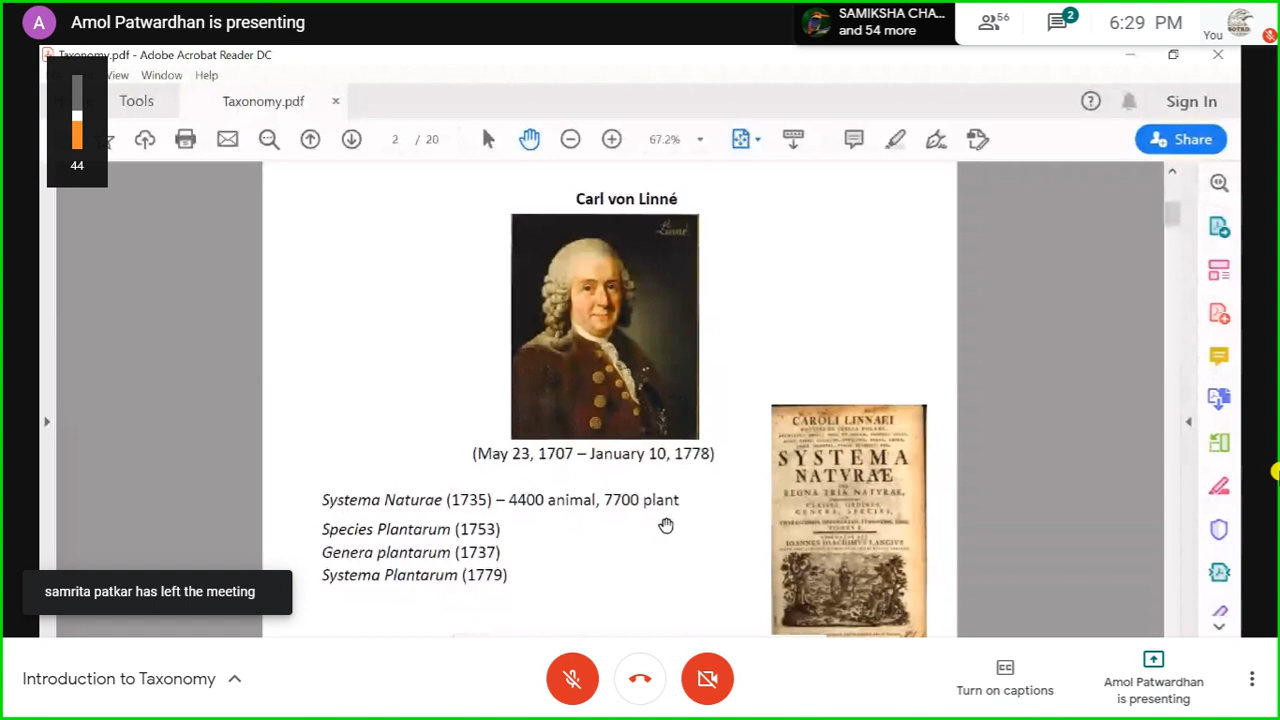 A Amol Patwardhan is presenting
SAMIKSHA CHA...
and 54 more
56
2
6:29 PM
You
Taxonomy.pdf - Adobe Acrobat Reader DC
View Window Help
Tools
Taxonomy.pdf ×
Sign In
2 / 20
67.2%
Share
44
Carl von Linné
Linné
(May 23, 1707 – January 10, 1778)
Systema Naturae (1735) – 4400 animal, 7700 plant
Species Plantarum (1753)
Genera plantarum (1737)
Systema Plantarum (1779)
CAROLI LINNAEI
SYSTEMA
NATVRAE
REGNA TRIA NATVRAE,
samrita patkar has left the meeting
Introduction to Taxonomy
Turn on captions
Amol Patwardhan
is presenting